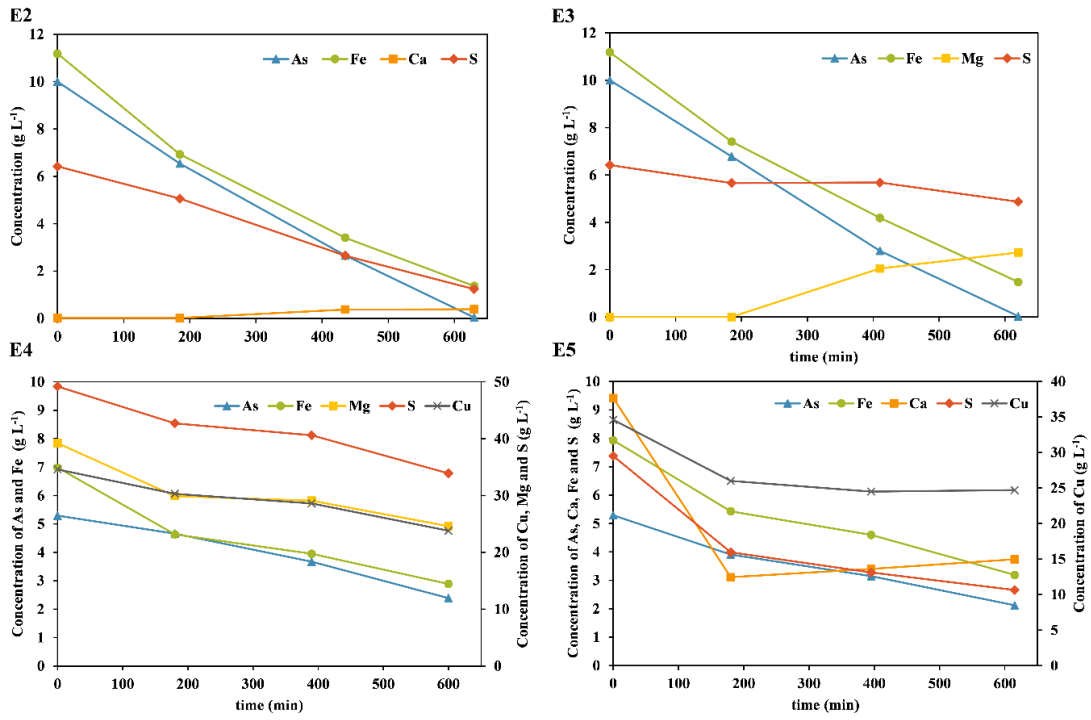 E2
12
10
8
6
4
2
0
Concentration (g L⁻¹)
As Fe Ca S
0 100 200 300 400 500 600
time (min)
E3
12
10
8
6
4
2
0
Concentration (g L⁻¹)
As Fe Mg S
0 100 200 300 400 500 600
time (min)
E4
10
9
8
7
6
5
4
3
2
1
0
Concentration of As and Fe (g L⁻¹)
As Fe Mg S Cu
50
40
30
20
10
0
Concentration of Cu, Mg and S (g L⁻¹)
0 100 200 300 400 500 600
time (min)
E5
10
9
8
7
6
5
4
3
2
1
0
Concentration of As, Ca, Fe and S (g L⁻¹)
As Fe Ca S Cu
40
35
30
25
20
15
10
5
0
Concentration of Cu (g L⁻¹)
0 100 200 300 400 500 600
time (min)